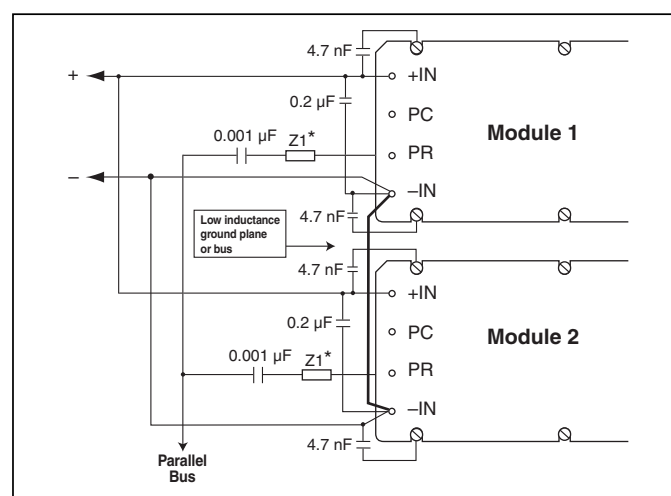 4.7 nF
+
+IN
0.2 µF
PC
Module 1
0.001 µF
Z1*
PR
–
–IN
4.7 nF
Low inductance
ground plane
or bus
4.7 nF
+IN
0.2 µF
PC
Module 2
0.001 µF
Z1*
PR
–IN
4.7 nF
Parallel
Bus